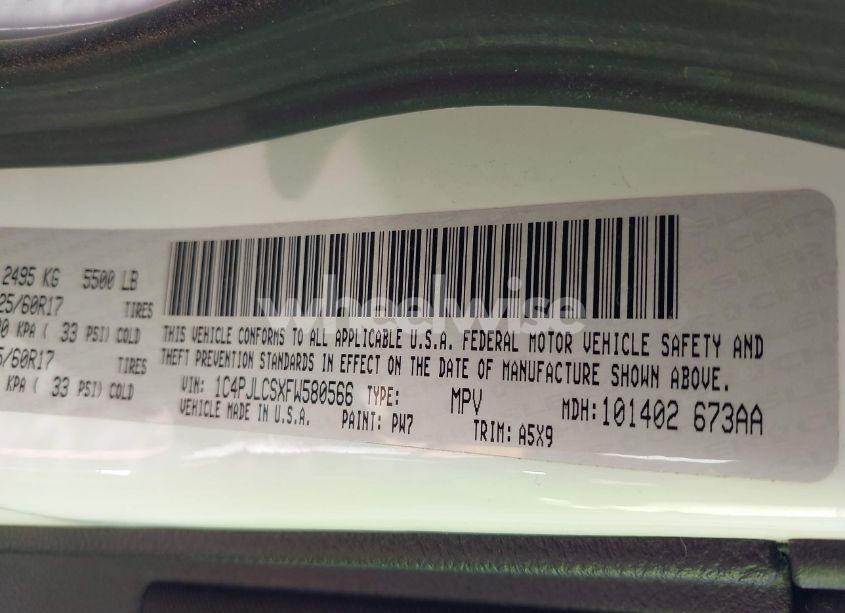 2495 KG 5500 LB
25/60R17 TIRES
0 KPA ( 33 PSI) COLD
5/60R17 TIRES
KPA ( 33 PSI) COLD
THIS VEHICLE CONFORMS TO ALL APPLICABLE U.S.A. FEDERAL MOTOR VEHICLE SAFETY AND
THEFT PREVENTION STANDARDS IN EFFECT ON THE DATE OF MANUFACTURE SHOWN ABOVE.
VIN: 1C4PJLCSXFW580566 TYPE: MPV MDH: 101402 673AA
VEHICLE MADE IN U.S.A. PAINT: PW7 TRIM: A5X9
wheelwise